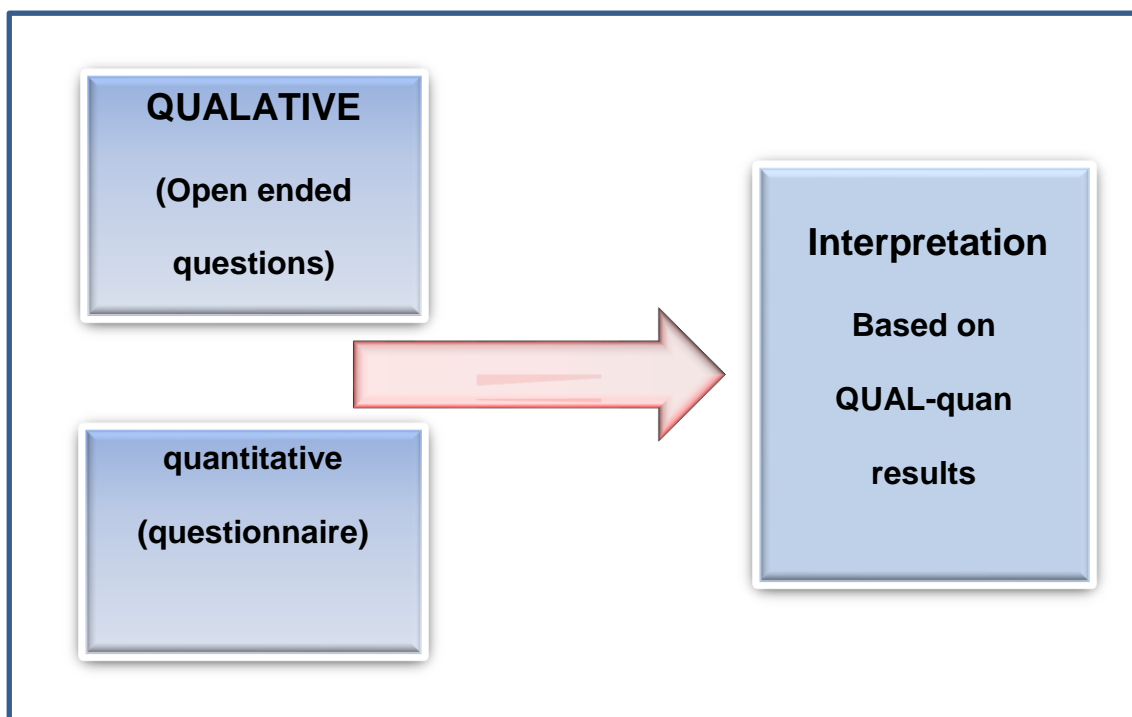 QUALATIVE
(Open ended
questions)
quantitative
(questionnaire)
Interpretation
Based on
QUAL-quan
results